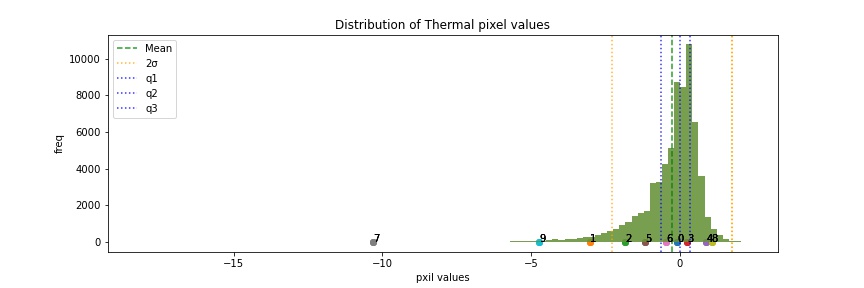 Distribution of Thermal pixel values
Mean
2σ
q1
q2
q3
10000
8000
6000
4000
2000
0
freq
7 9 1 2 5 6 0 3 4 8
−15 −10 −5 0
pxil values